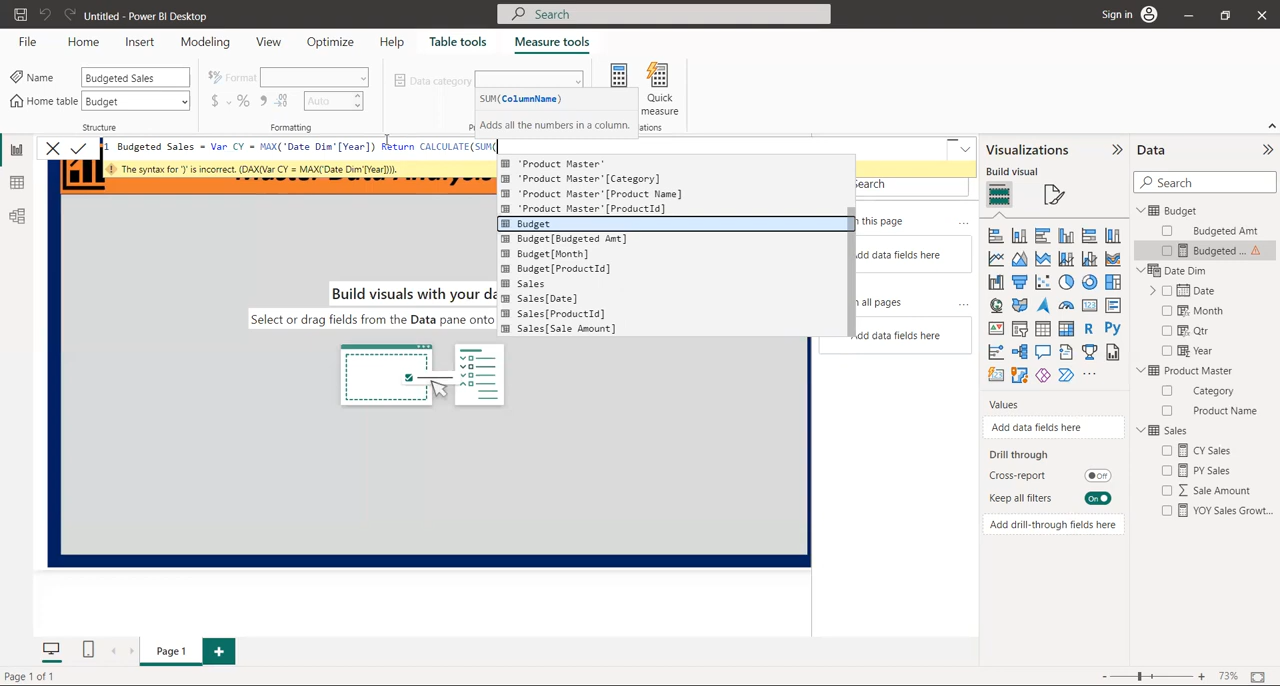 Untitled - Power BI Desktop
Search
Sign in
File
Home
Insert
Modeling
View
Optimize
Help
Table tools
Measure tools
Name
Budgeted Sales
Home table
Budget
Structure
Format
$
%
Auto
Formatting
Data category
SUM(ColumnName)
Adds all the numbers in a column.
Quick
measure
1 Budgeted Sales = Var CY = MAX('Date Dim'[Year]) Return CALCULATE(SUM(
The syntax for ')' is incorrect. (DAX(Var CY = MAX('Date Dim'[Year]))).
'Product Master'
'Product Master'[Category]
'Product Master'[Product Name]
'Product Master'[ProductId]
Budget
Budget[Budgeted Amt]
Budget[Month]
Budget[ProductId]
Sales
Sales[Date]
Sales[ProductId]
Sales[Sale Amount]
Build visuals with your da
Select or drag fields from the Data pane onto
Search
this page
...
Add data fields here
all pages
...
Add data fields here
Visualizations
Build visual
R
Py
...
Values
Add data fields here
Drill through
Cross-report
Off
Keep all filters
On
Add drill-through fields here
Data
Search
Budget
Budgeted Amt
Budgeted ...
Date Dim
Date
Month
Qtr
Year
Product Master
Category
Product Name
Sales
CY Sales
PY Sales
Sale Amount
YOY Sales Growt...
Page 1
Page 1 of 1
- + 73%